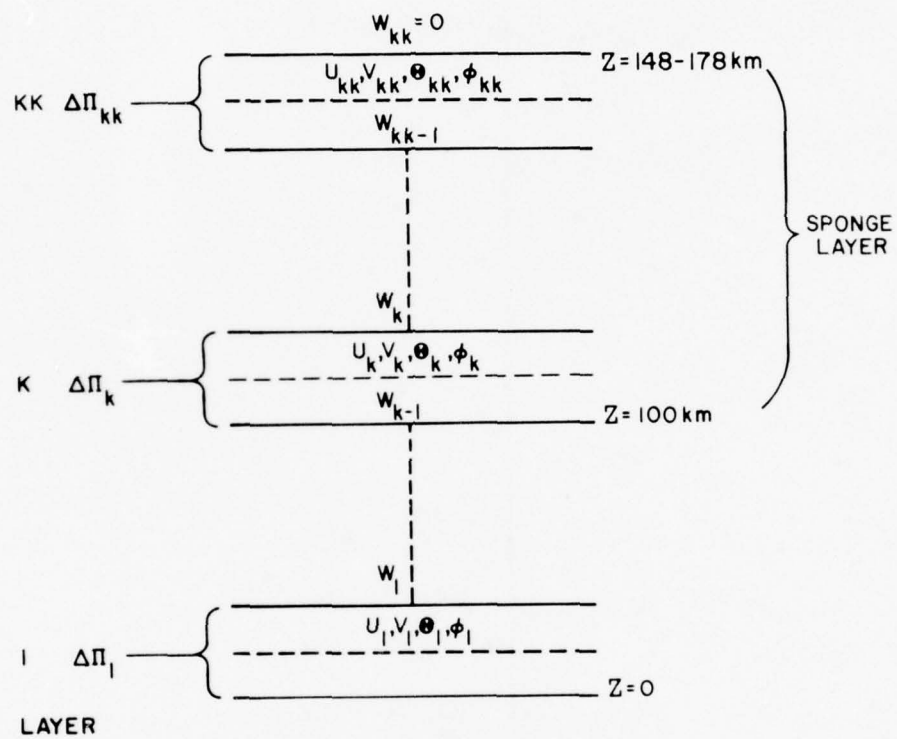 W_kk = 0
Z = 148-178 km
U_kk, V_kk, Θ_kk, ϕ_kk
KK ΔΠ_kk
W_kk-1
SPONGE
LAYER
W_k
U_k, V_k, Θ_k, ϕ_k
K ΔΠ_k
W_k-1
Z = 100 km
W_1
U_1, V_1, Θ_1, ϕ_1
1 ΔΠ_1
Z = 0
LAYER